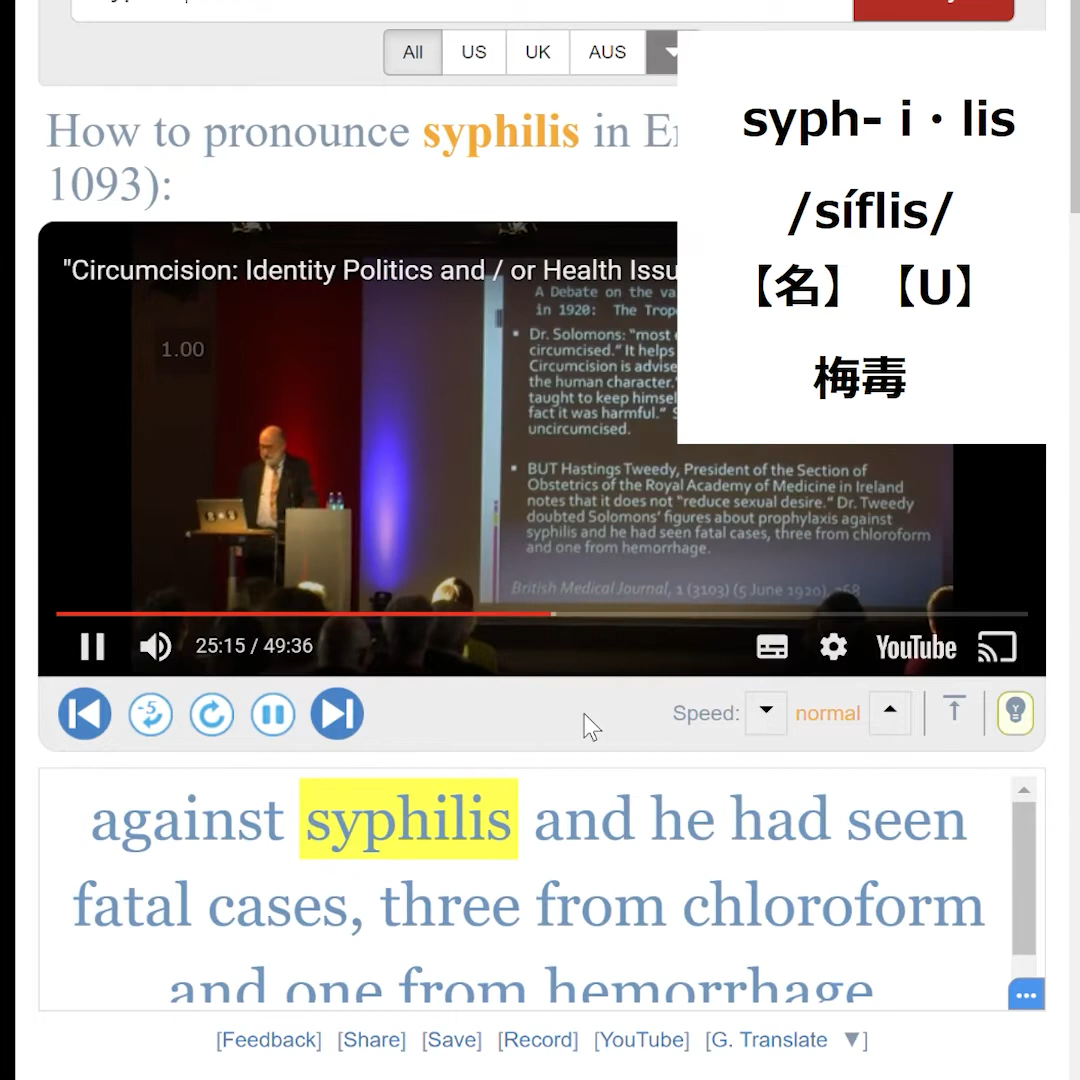 All
US
UK
AUS
How to pronounce syphilis in E
1093):
syph- i・lis
/síflis/
【名】 【U】
梅毒
"Circumcision: Identity Politics and / or Health Issu
1.00
A Debate on the va
in 1920: The Trop
Dr. Solomons: "most
circumcised." It helps
Circumcision is advise
the human character.
taught to keep himsel
fact it was harmful." S
uncircumcised.
BUT Hastings Tweedy, President of the Section of
Obstetrics of the Royal Academy of Medicine in Ireland
notes that it does not "reduce sexual desire." Dr. Tweedy
doubted Solomons' figures about prophylaxis against
syphilis and he had seen fatal cases, three from chloroform
and one from hemorrhage.
British Medical Journal, 1 (3103) (5 June 1920), 768
25:15 / 49:36
YouTube
-5
Speed:
normal
against syphilis and he had seen
fatal cases, three from chloroform
and one from hemorrhage
[Feedback] [Share] [Save] [Record] [YouTube] [G. Translate ▼]